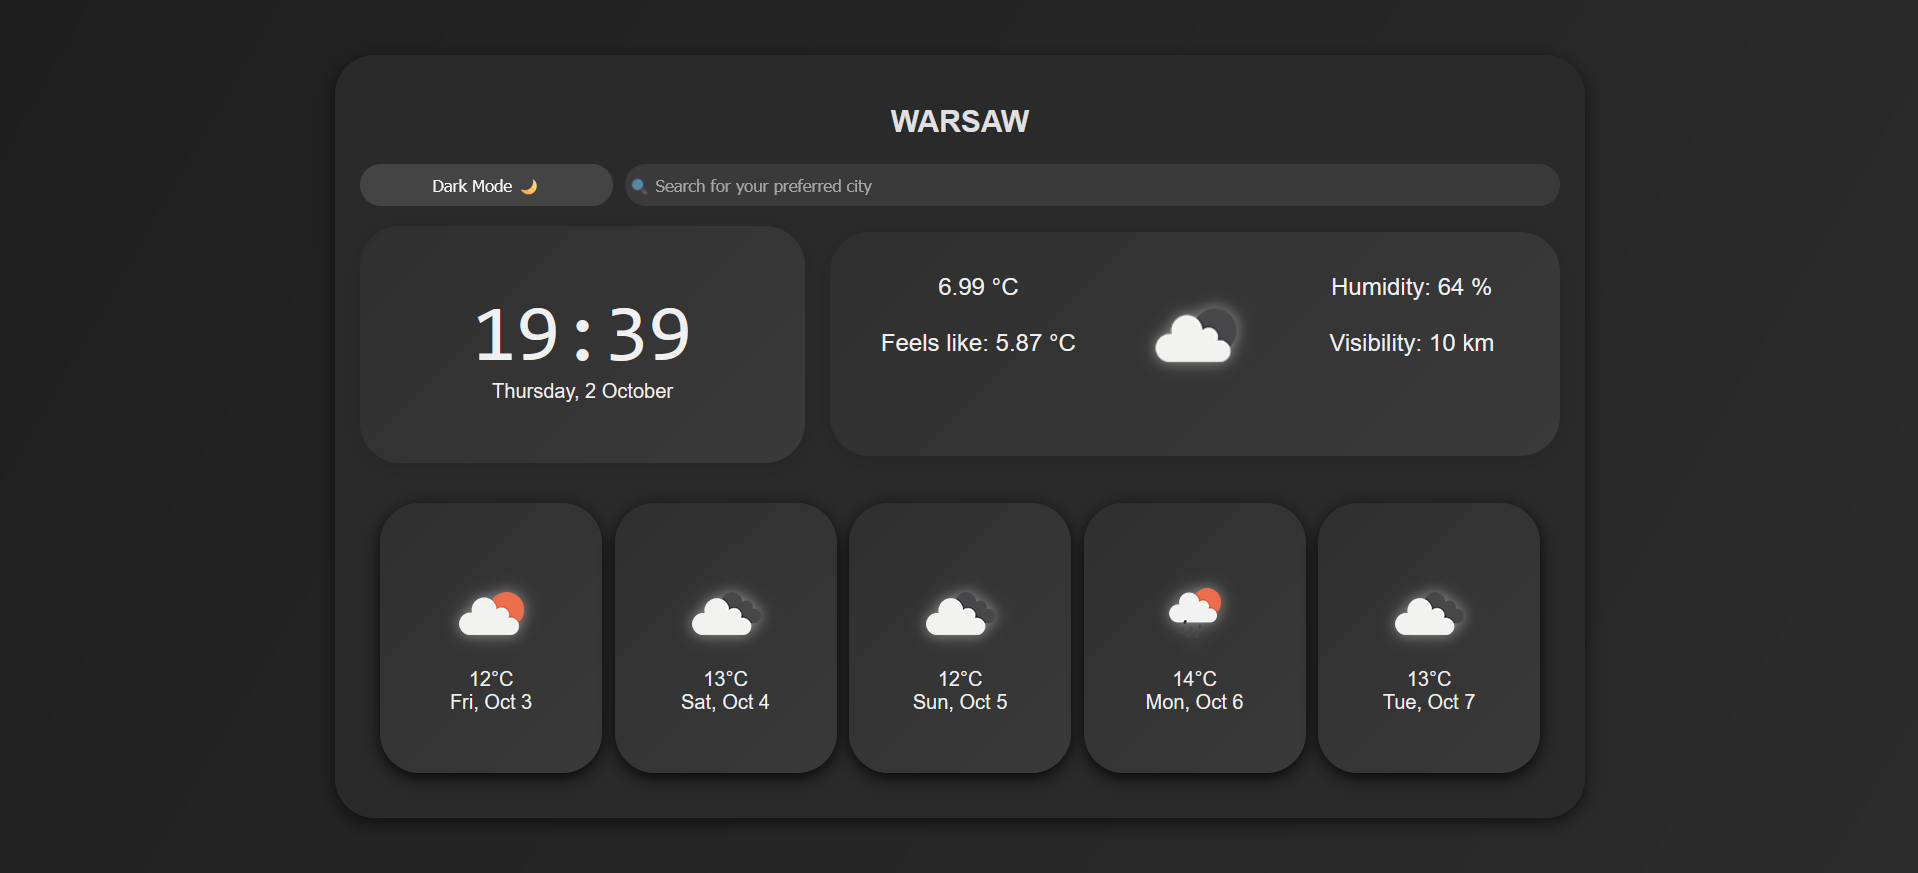 WARSAW
Dark Mode 🌙
🔍 Search for your preferred city
19:39
Thursday, 2 October
6.99 °C
Feels like: 5.87 °C
Humidity: 64 %
Visibility: 10 km
12°C
Fri, Oct 3
13°C
Sat, Oct 4
12°C
Sun, Oct 5
14°C
Mon, Oct 6
13°C
Tue, Oct 7